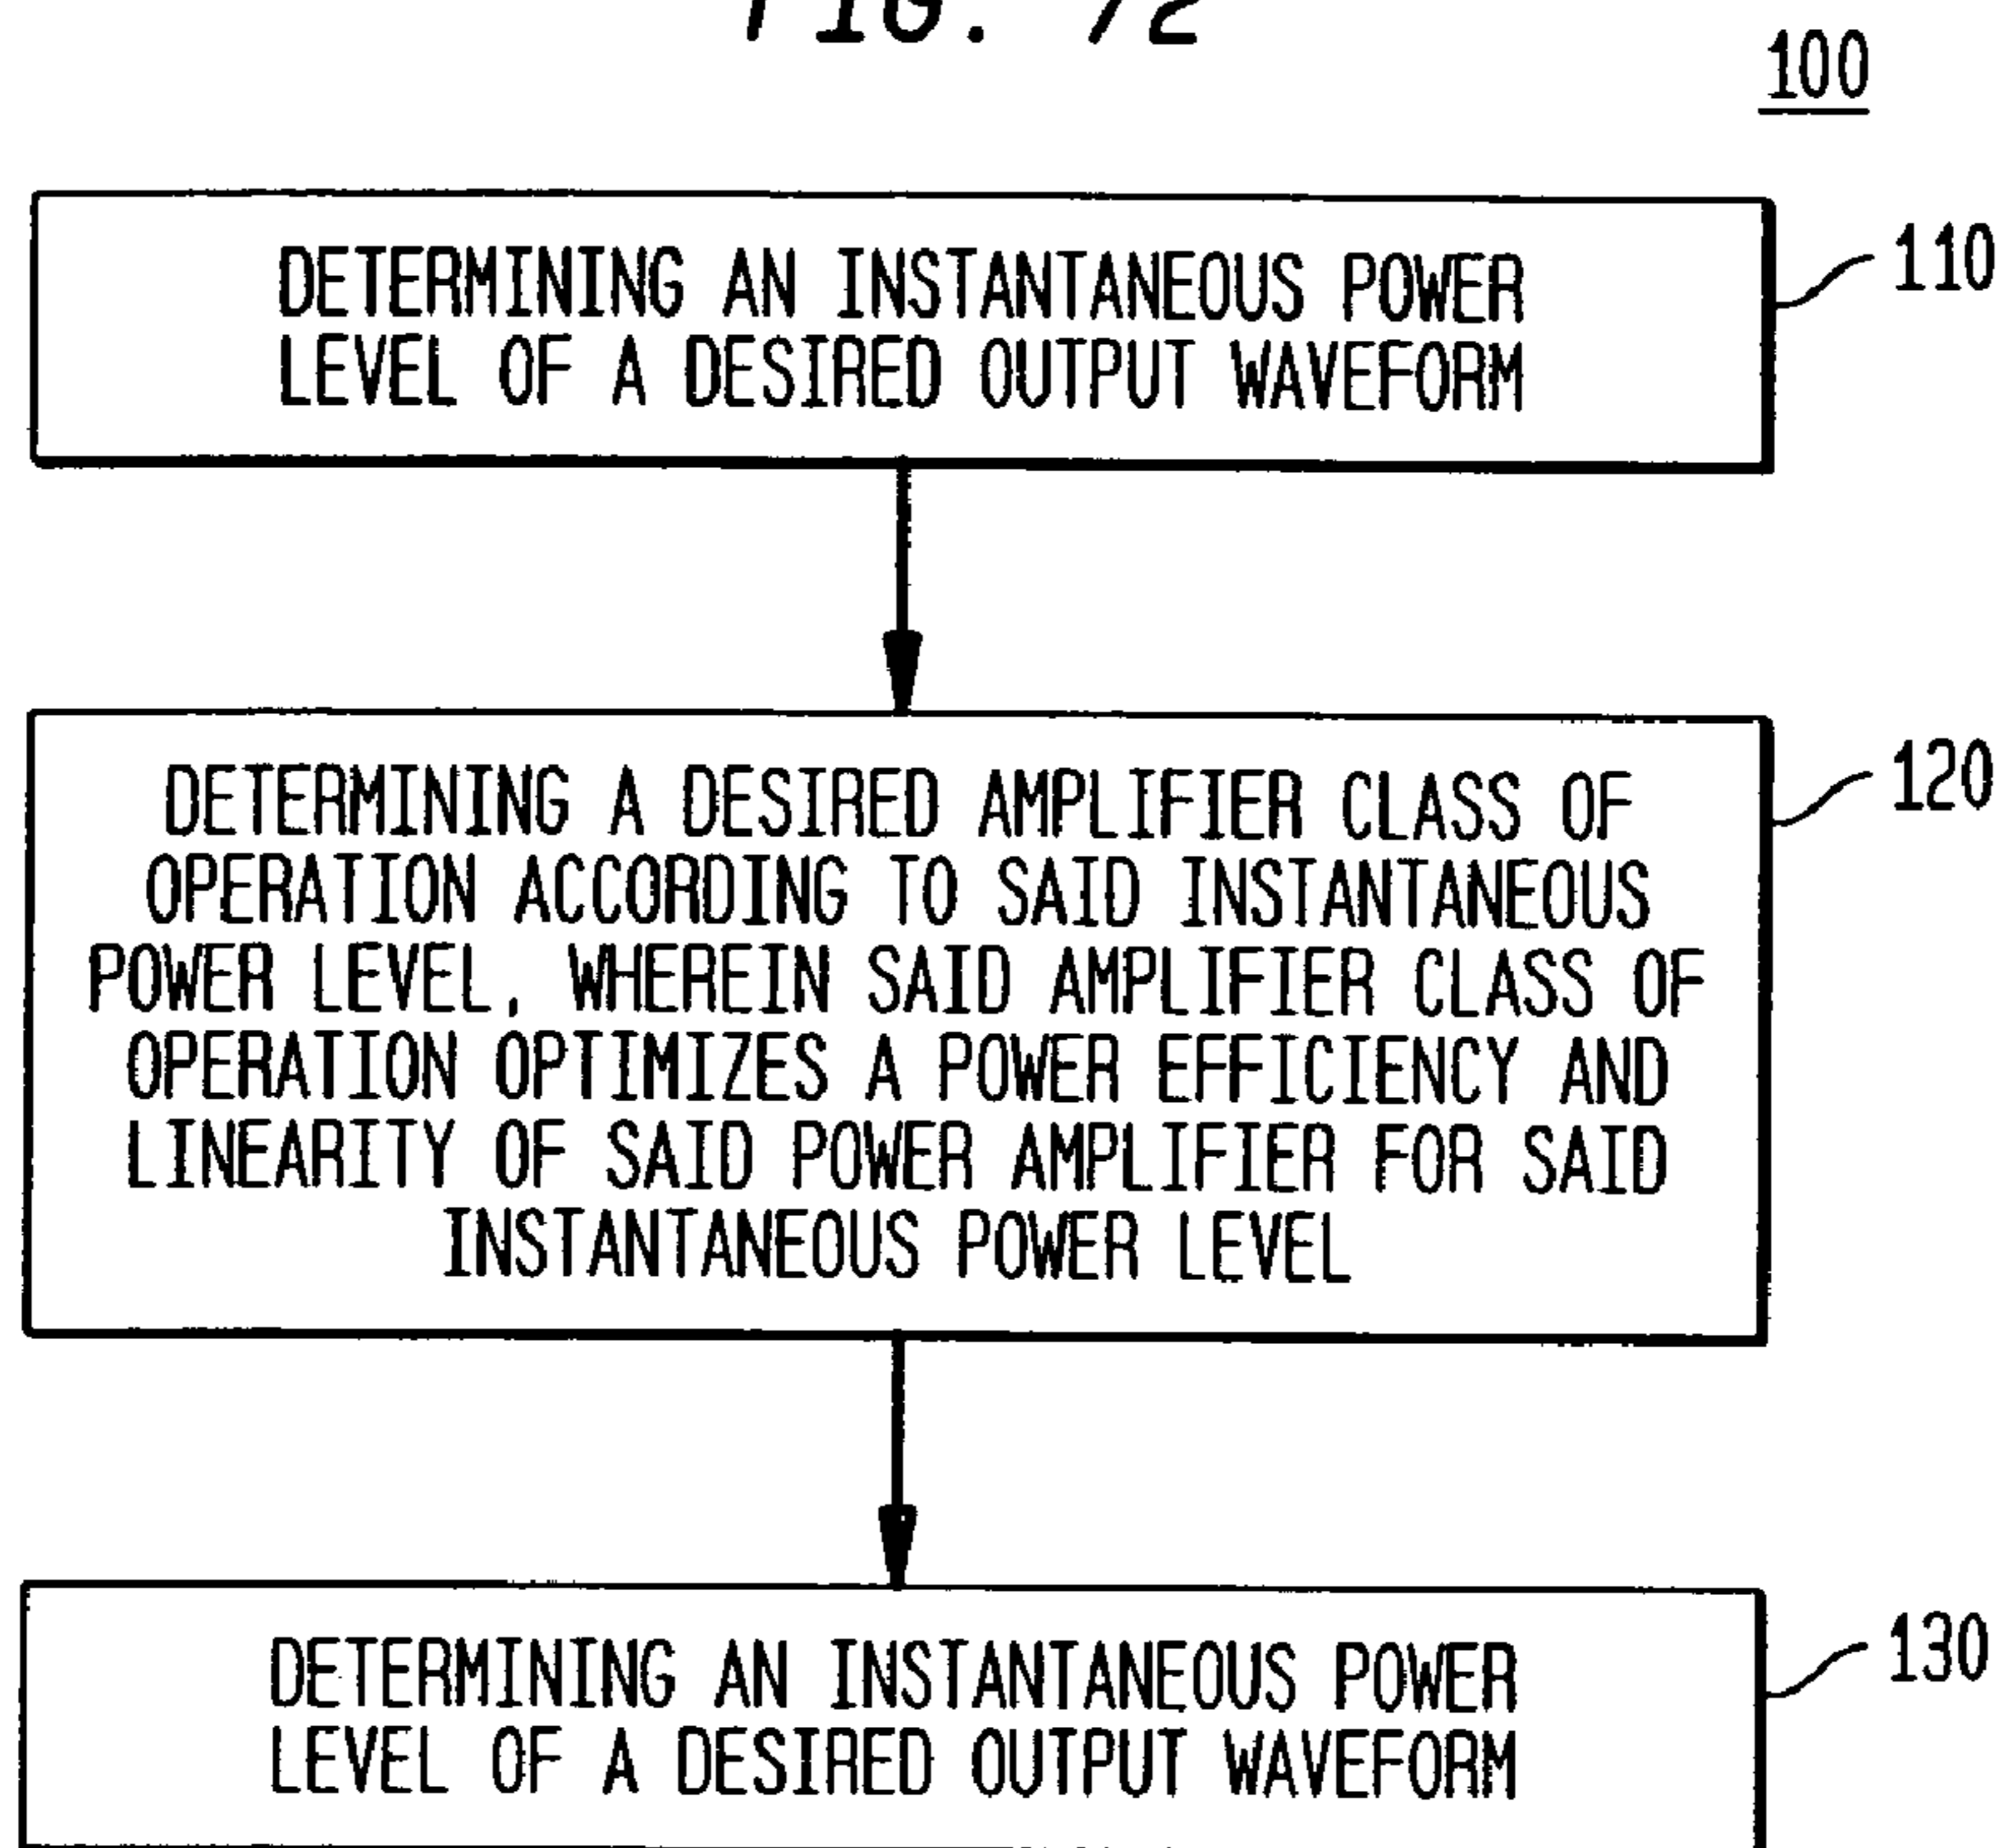 FIG. 72
100
DETERMINING AN INSTANTANEOUS POWER
LEVEL OF A DESIRED OUTPUT WAVEFORM
110
DETERMINING A DESIRED AMPLIFIER CLASS OF
OPERATION ACCORDING TO SAID INSTANTANEOUS
POWER LEVEL, WHEREIN SAID AMPLIFIER CLASS OF
OPERATION OPTIMIZES A POWER EFFICIENCY AND
LINEARITY OF SAID POWER AMPLIFIER FOR SAID
INSTANTANEOUS POWER LEVEL
120
DETERMINING AN INSTANTANEOUS POWER
LEVEL OF A DESIRED OUTPUT WAVEFORM
130